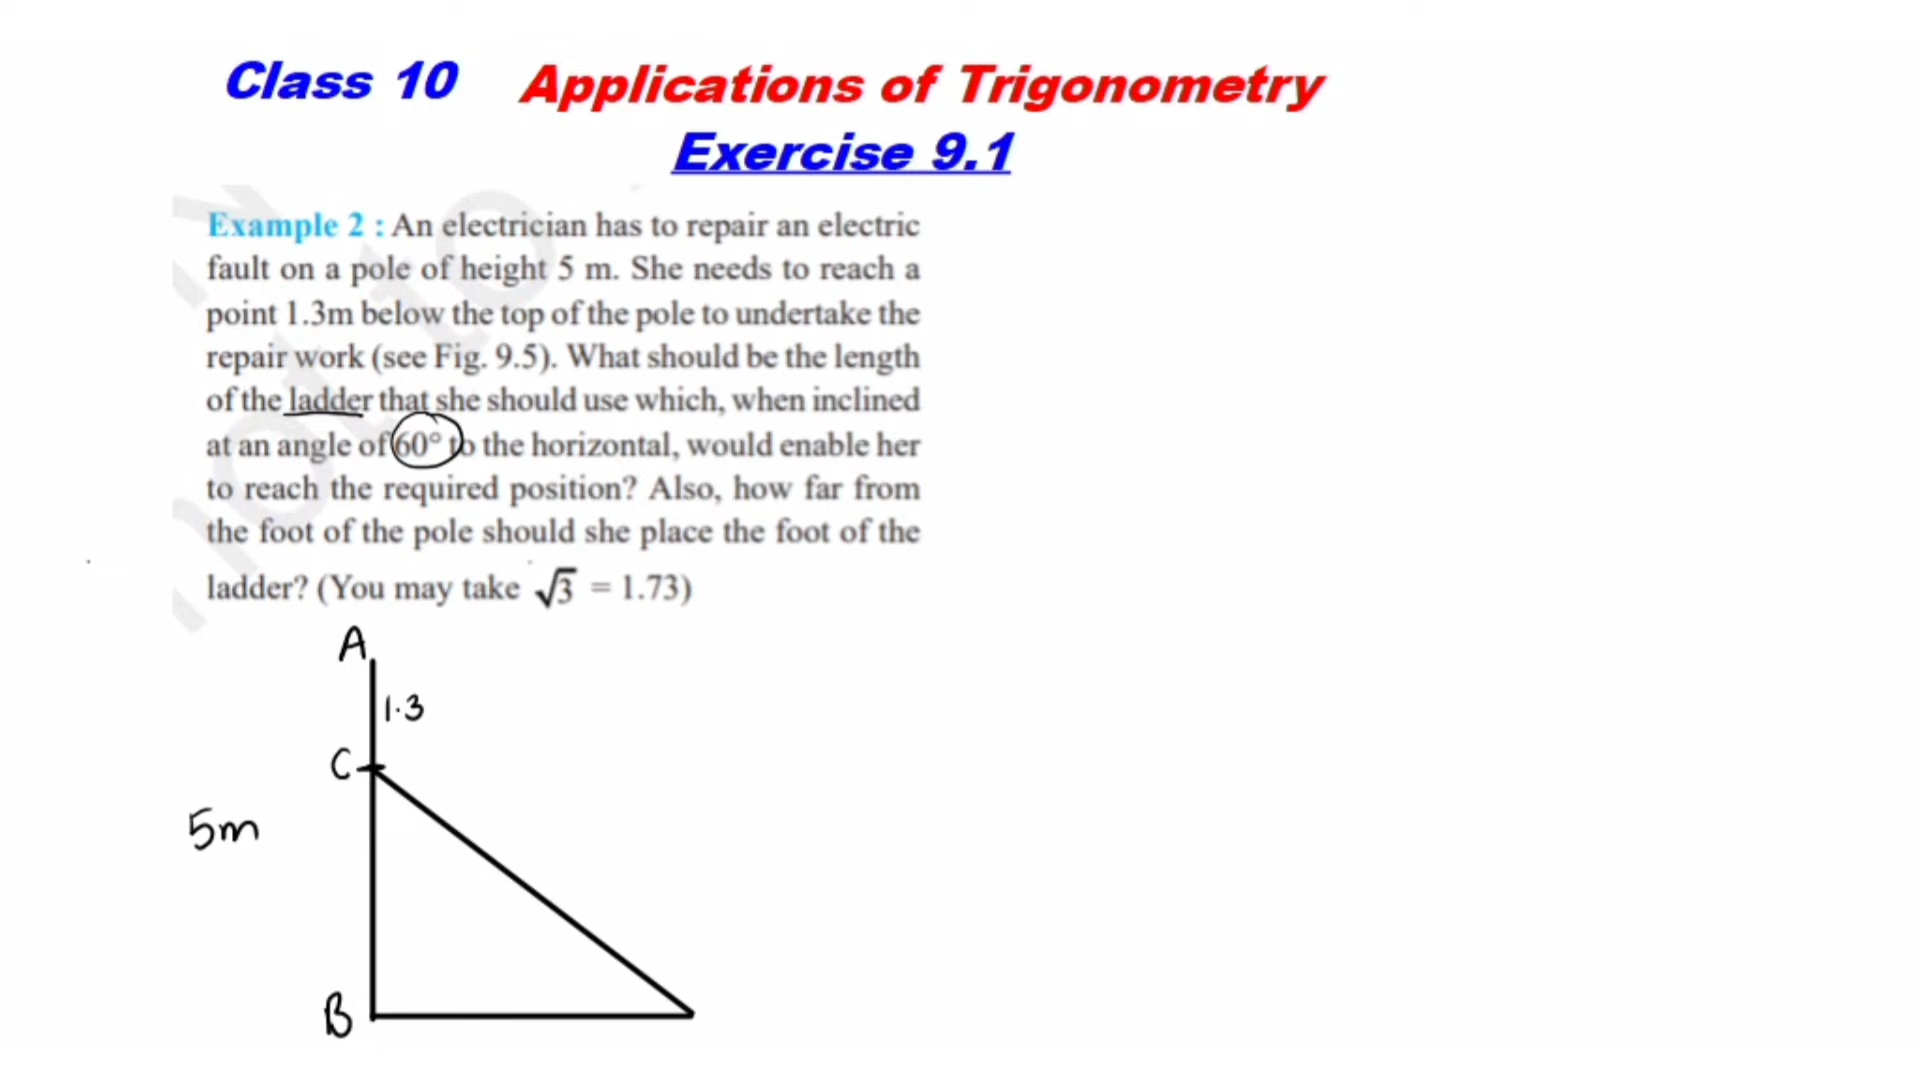 Class 10 Applications of Trigonometry
Exercise 9.1
Example 2 : An electrician has to repair an electric
fault on a pole of height 5 m. She needs to reach a
point 1.3m below the top of the pole to undertake the
repair work (see Fig. 9.5). What should be the length
of the ladder that she should use which, when inclined
at an angle of 60° to the horizontal, would enable her
to reach the required position? Also, how far from
the foot of the pole should she place the foot of the
ladder? (You may take √3 = 1.73)
A
1.3
C
5m
B
not to